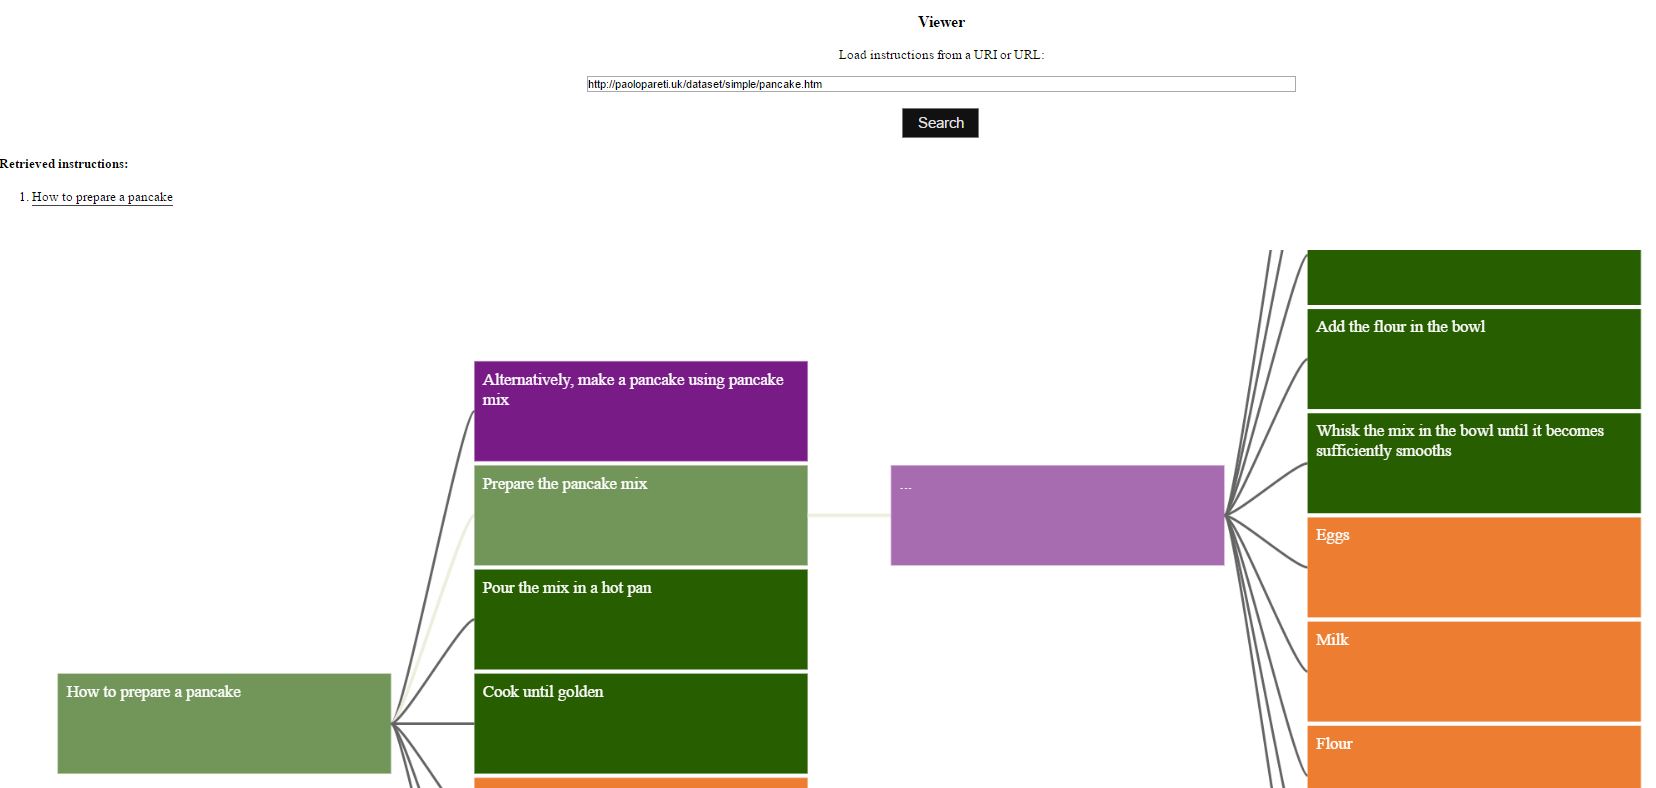 Viewer
Load instructions from a URI or URL:
http://paolopareti.uk/dataset/simple/pancake.htm
Search
Retrieved instructions:
1. How to prepare a pancake
Add the flour in the bowl
Alternatively, make a pancake using pancake
mix
Whisk the mix in the bowl until it becomes
sufficiently smooths
Prepare the pancake mix
...
Eggs
Pour the mix in a hot pan
Milk
How to prepare a pancake
Cook until golden
Flour